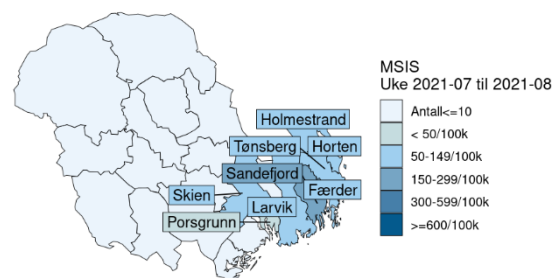 MSIS
Uke 2021-07 til 2021-08
Antall<=10
< 50/100k
50-149/100k
150-299/100k
300-599/100k
>=600/100k
Holmestrand
Tønsberg
Horten
Sandefjord
Færder
Skien
Larvik
Porsgrunn